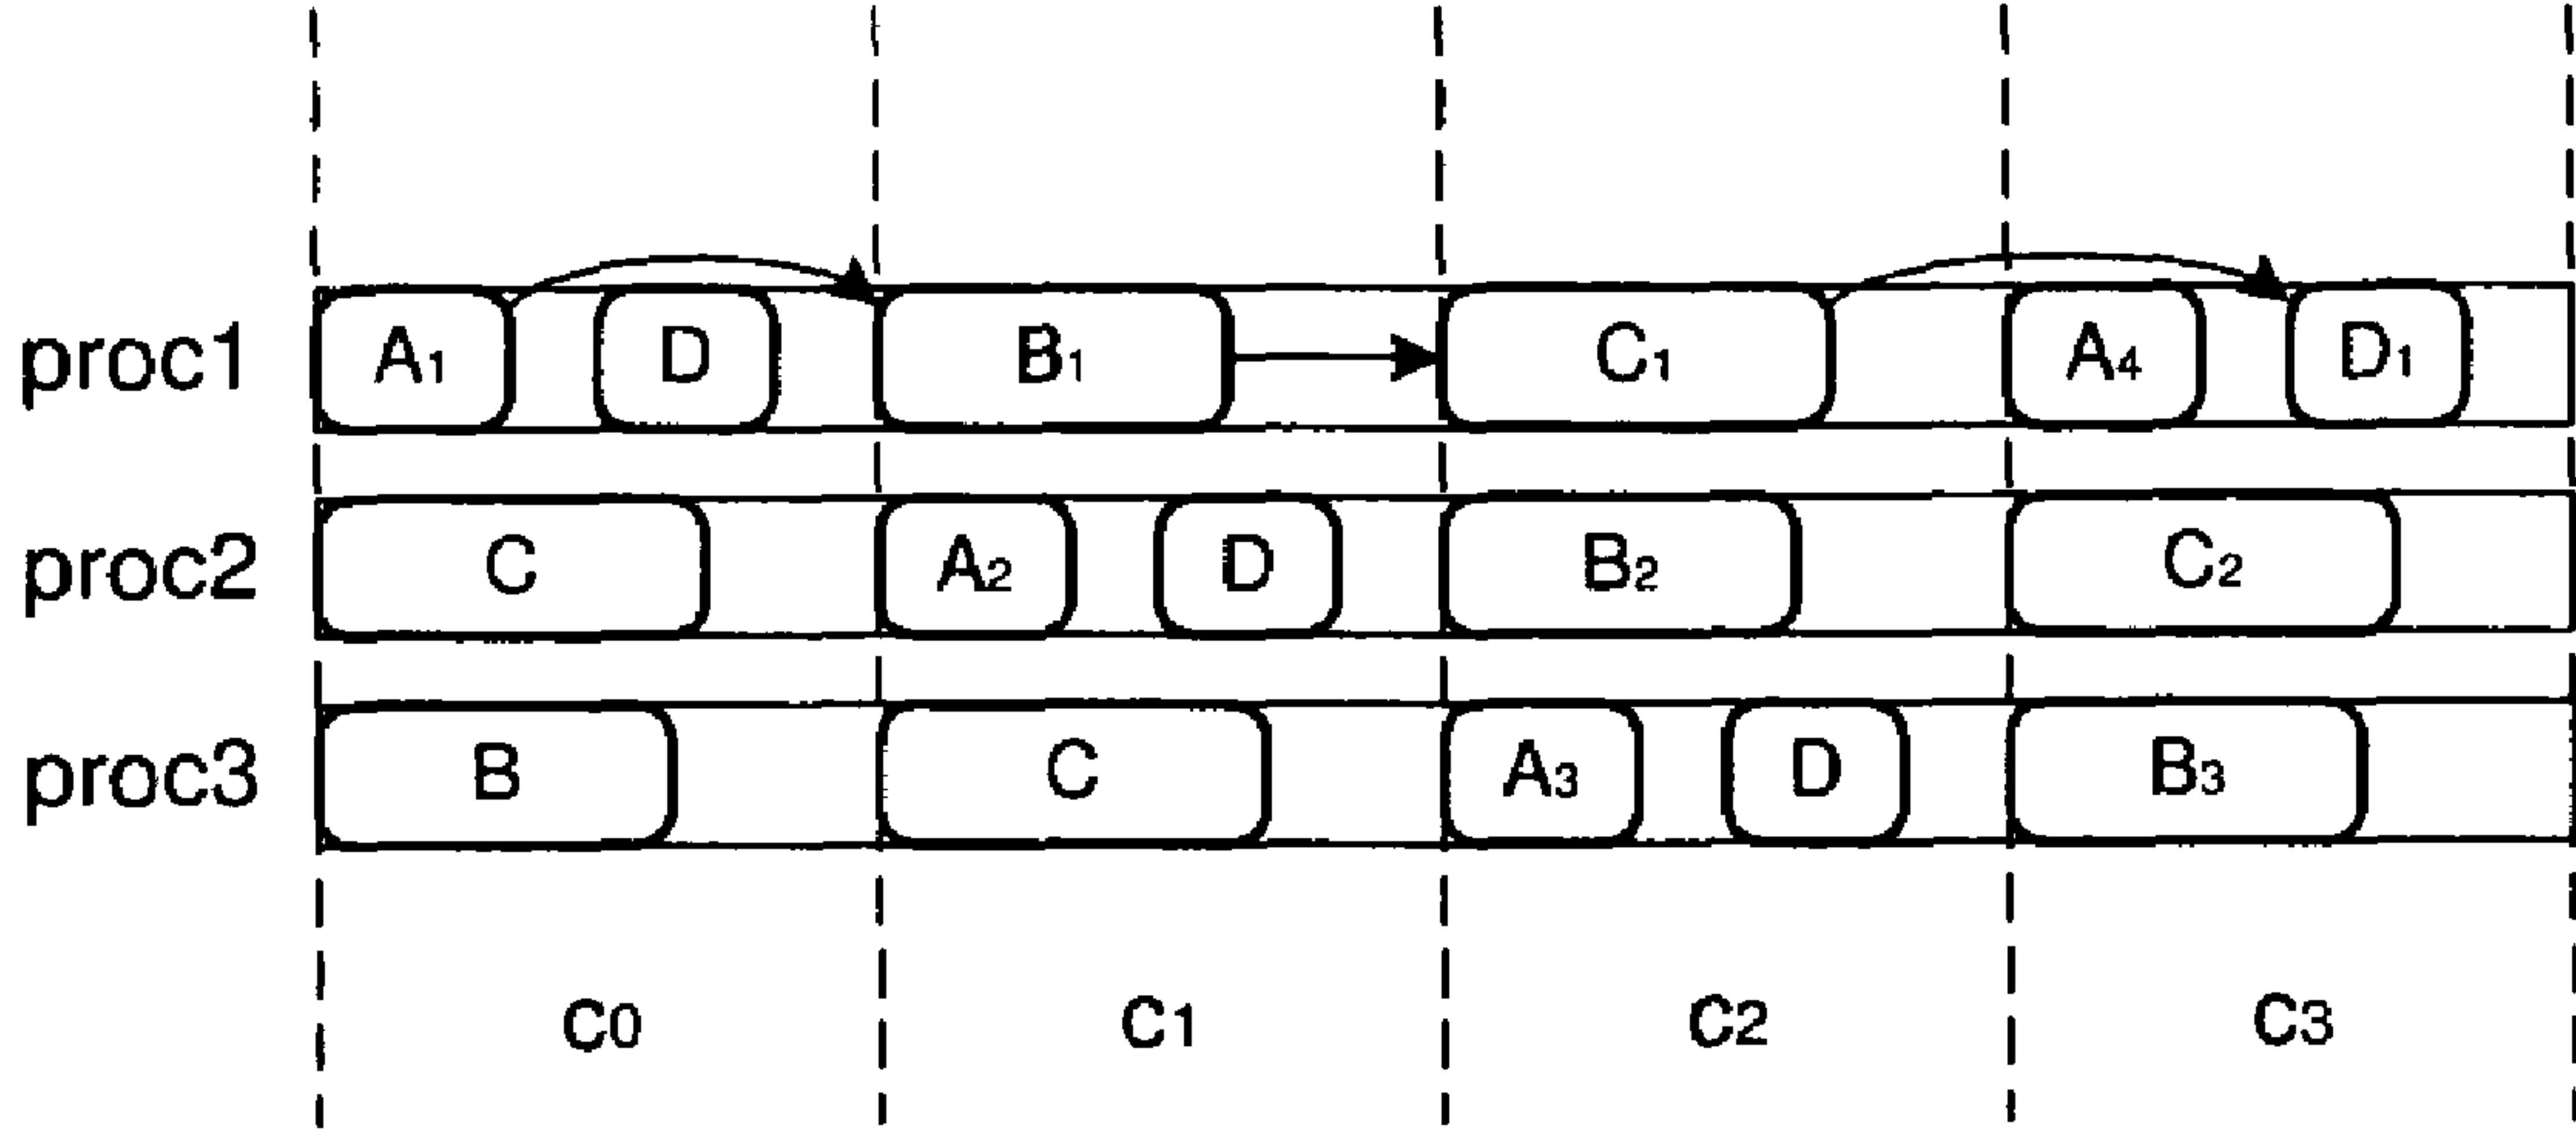 proc1 A1 D B1 C1 A4 D1
proc2 C A2 D B2 C2
proc3 B C A3 D B3
C0 C1 C2 C3